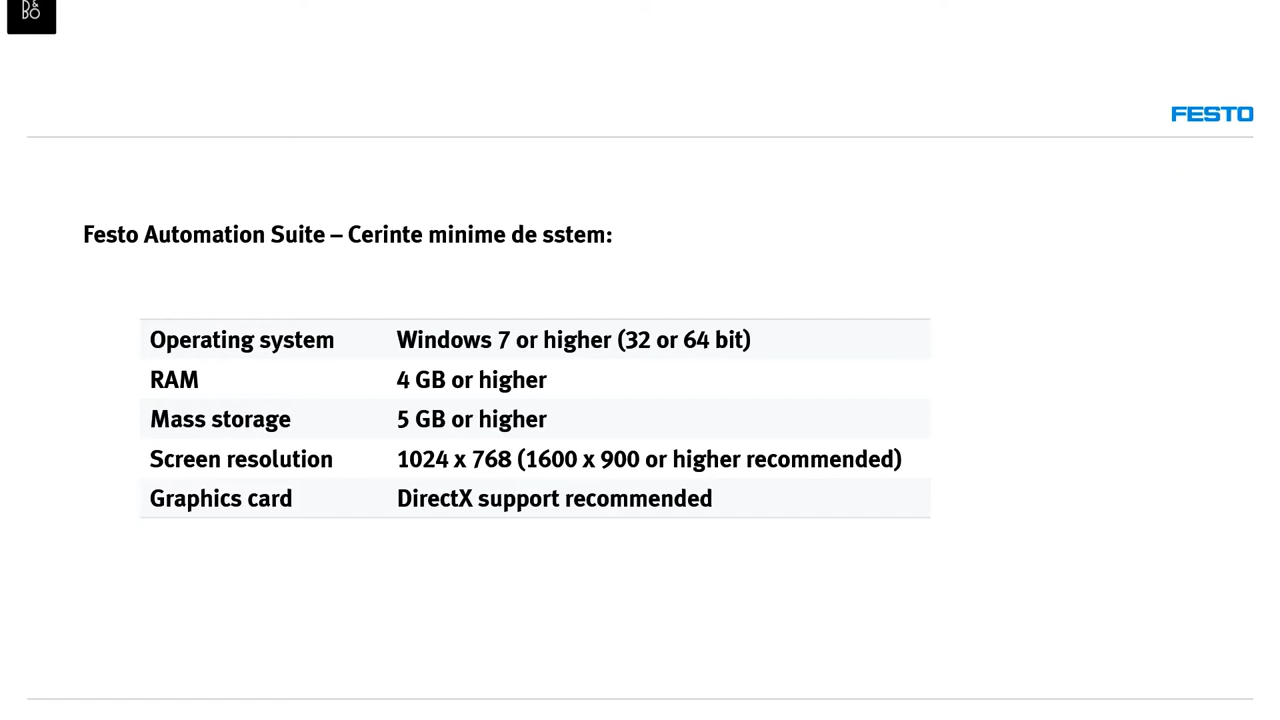 B&
BO
FESTO
Festo Automation Suite – Cerinte minime de sstem:
Operating system Windows 7 or higher (32 or 64 bit)
RAM 4 GB or higher
Mass storage 5 GB or higher
Screen resolution 1024 x 768 (1600 x 900 or higher recommended)
Graphics card DirectX support recommended